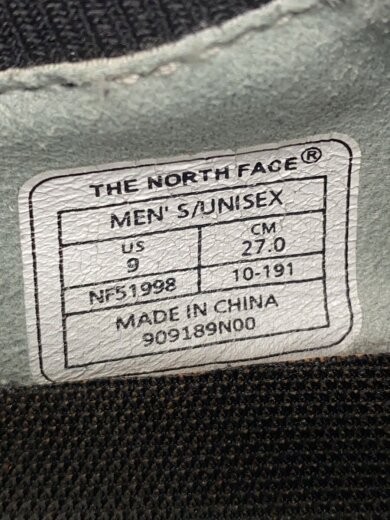 THE NORTH FACE®
MEN' S/UNISEX
US CM
9 27.0
NF51998 10-191
MADE IN CHINA
909189N00